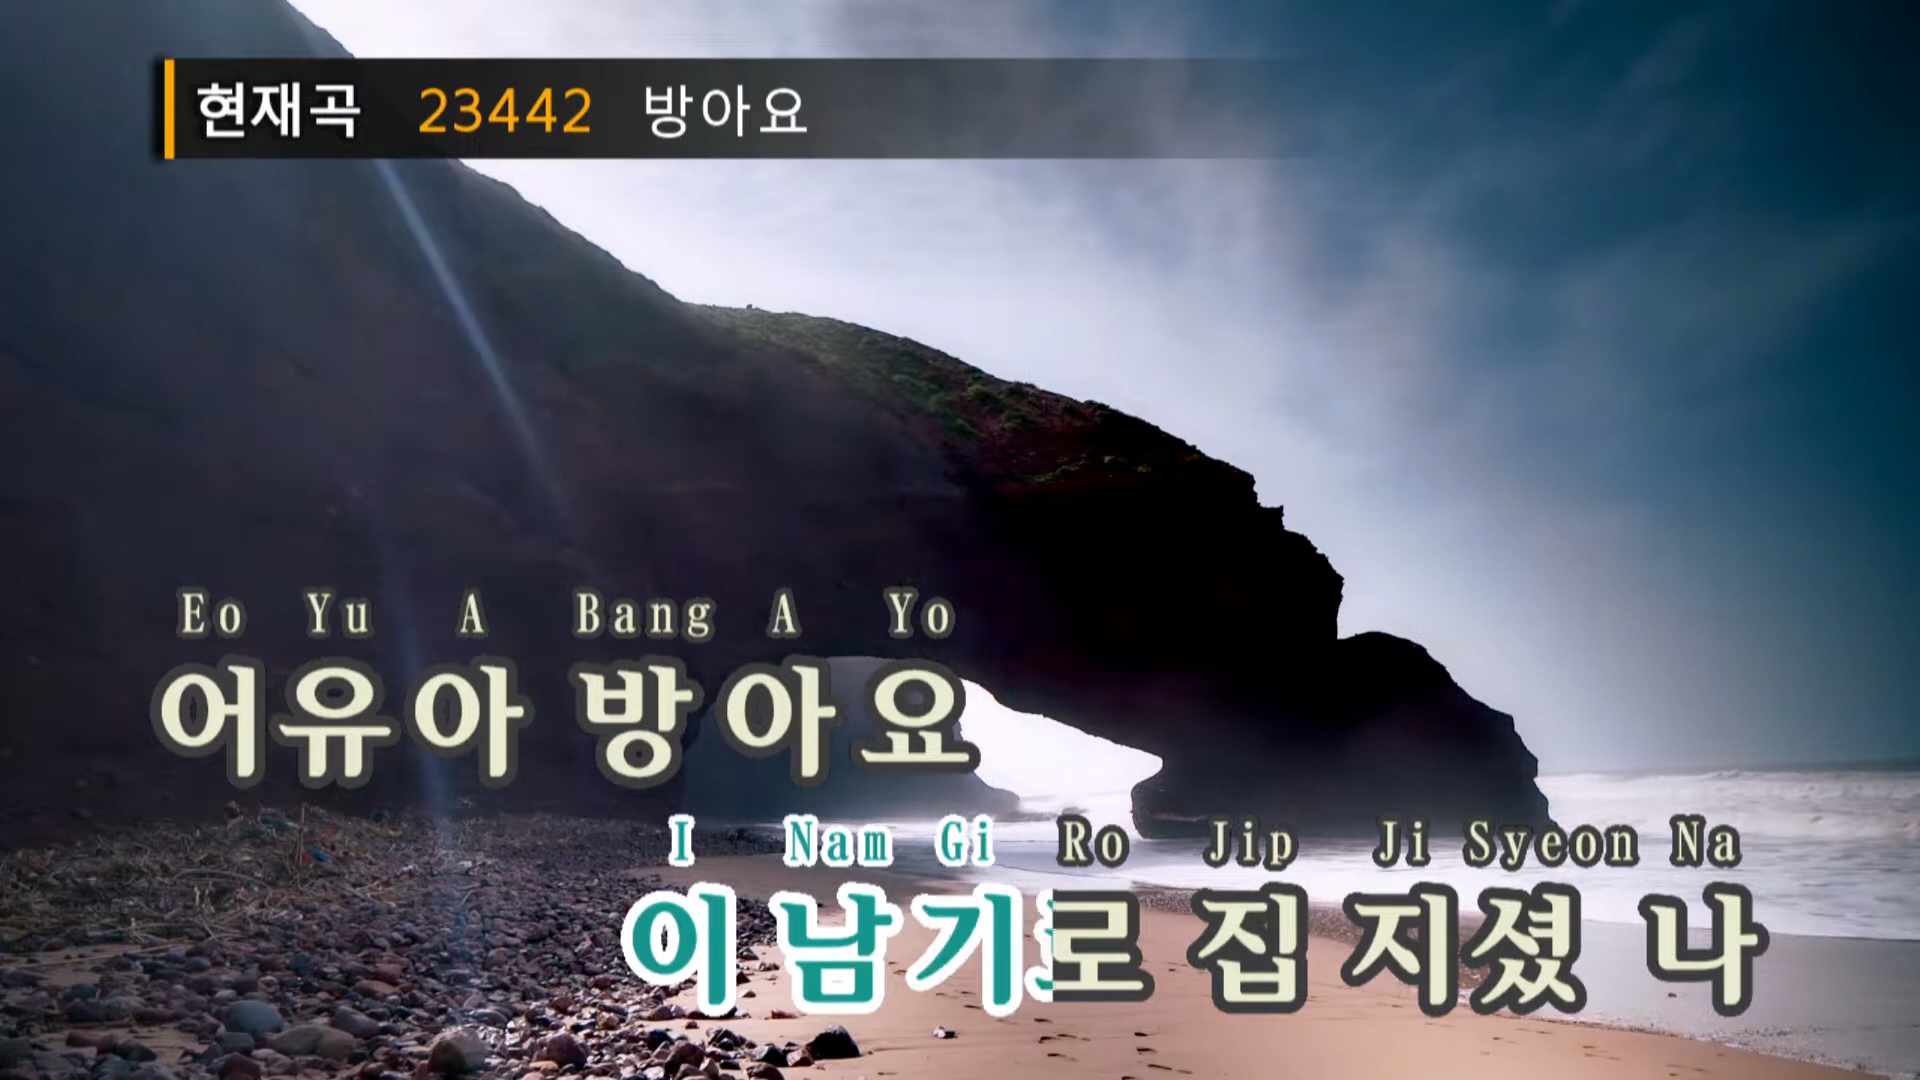 현재곡 23442 방아요
Eo Yu A Bang A Yo
어유아 방아요
I Nam Gi Ro Jip Ji Syeon Na
이 남기로 집 지셨 나